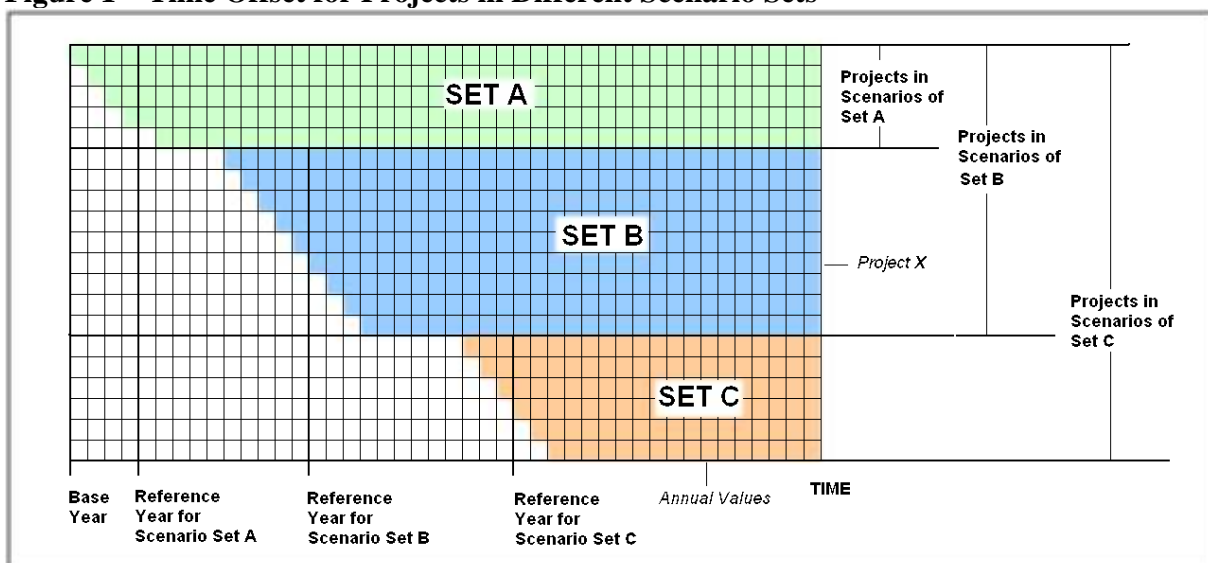 Figure 1 – Time Offset for Projects in Different Scenario Sets
SET A
Projects in
Scenarios of
Set A
Projects in
Scenarios of
Set B
SET B
Project X
Projects in
Scenarios of
Set C
SET C
Base
Year
Reference
Year for
Scenario Set A
Reference
Year for
Scenario Set B
Reference
Year for
Scenario Set C
Annual Values
TIME